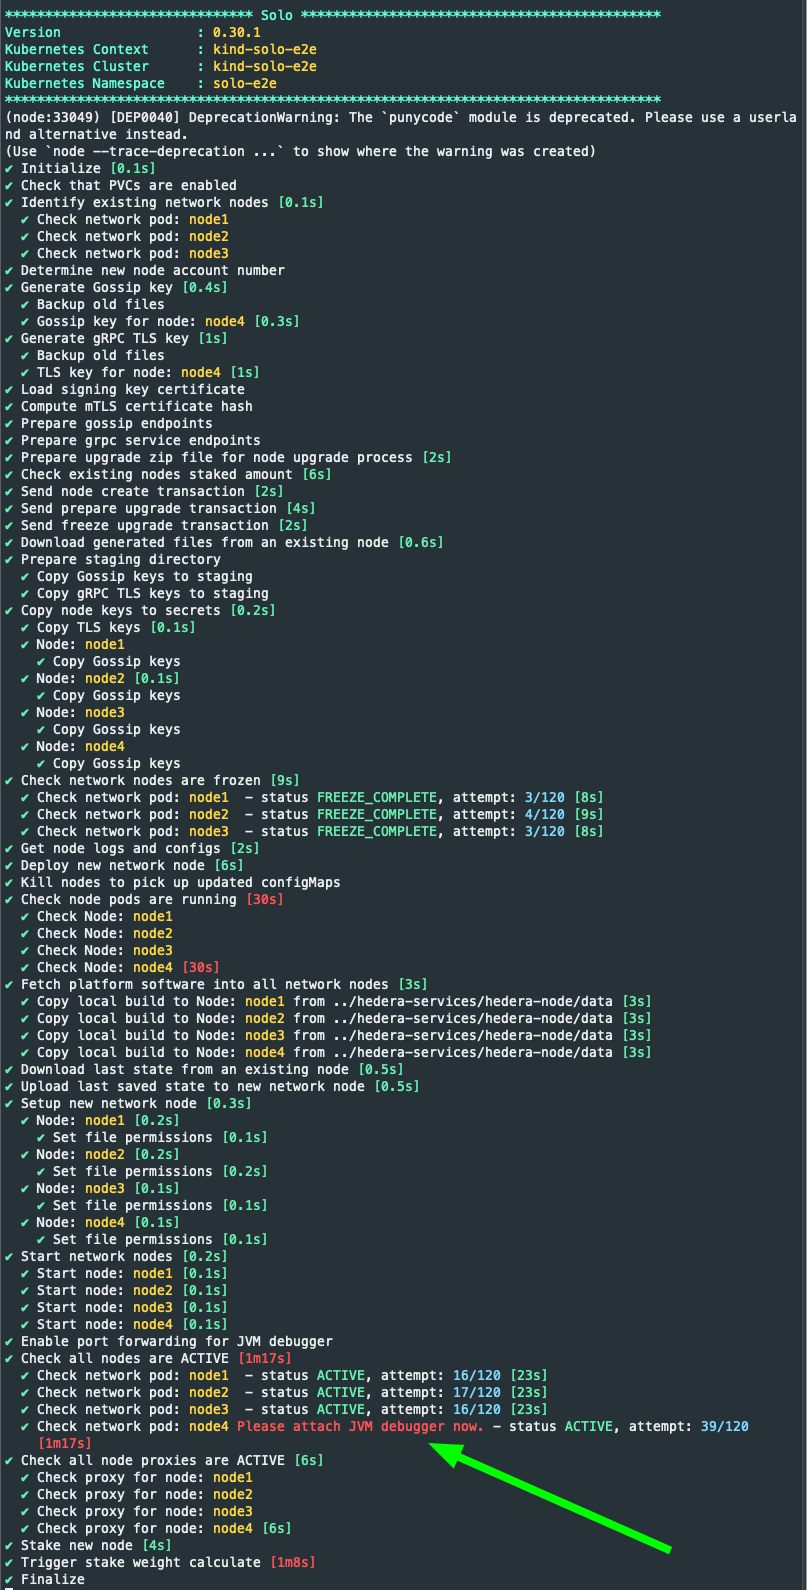 ******************************* Solo *********************************************
Version : 0.30.1
Kubernetes Context : kind-solo-e2e
Kubernetes Cluster : kind-solo-e2e
Kubernetes Namespace : solo-e2e
**********************************************************************************
(node:33049) [DEP0040] DeprecationWarning: The `punycode` module is deprecated. Please use a userla
nd alternative instead.
(Use `node --trace-deprecation ...` to show where the warning was created)
✔ Initialize [0.1s]
✔ Check that PVCs are enabled
✔ Identify existing network nodes [0.1s]
✔ Check network pod: node1
✔ Check network pod: node2
✔ Check network pod: node3
✔ Determine new node account number
✔ Generate Gossip key [0.4s]
✔ Backup old files
✔ Gossip key for node: node4 [0.3s]
✔ Generate gRPC TLS key [1s]
✔ Backup old files
✔ TLS key for node: node4 [1s]
✔ Load signing key certificate
✔ Compute mTLS certificate hash
✔ Prepare gossip endpoints
✔ Prepare grpc service endpoints
✔ Prepare upgrade zip file for node upgrade process [2s]
✔ Check existing nodes staked amount [6s]
✔ Send node create transaction [2s]
✔ Send prepare upgrade transaction [4s]
✔ Send freeze upgrade transaction [2s]
✔ Download generated files from an existing node [0.6s]
✔ Prepare staging directory
✔ Copy Gossip keys to staging
✔ Copy gRPC TLS keys to staging
✔ Copy node keys to secrets [0.2s]
✔ Copy TLS keys [0.1s]
✔ Node: node1
✔ Copy Gossip keys
✔ Node: node2 [0.1s]
✔ Copy Gossip keys
✔ Node: node3
✔ Copy Gossip keys
✔ Node: node4
✔ Copy Gossip keys
✔ Check network nodes are frozen [9s]
✔ Check network pod: node1 - status FREEZE_COMPLETE, attempt: 3/120 [8s]
✔ Check network pod: node2 - status FREEZE_COMPLETE, attempt: 4/120 [9s]
✔ Check network pod: node3 - status FREEZE_COMPLETE, attempt: 3/120 [8s]
✔ Get node logs and configs [2s]
✔ Deploy new network node [6s]
✔ Kill nodes to pick up updated configMaps
✔ Check node pods are running [30s]
✔ Check Node: node1
✔ Check Node: node2
✔ Check Node: node3
✔ Check Node: node4 [30s]
✔ Fetch platform software into all network nodes [3s]
✔ Copy local build to Node: node1 from ../hedera-services/hedera-node/data [3s]
✔ Copy local build to Node: node2 from ../hedera-services/hedera-node/data [3s]
✔ Copy local build to Node: node3 from ../hedera-services/hedera-node/data [3s]
✔ Copy local build to Node: node4 from ../hedera-services/hedera-node/data [3s]
✔ Download last state from an existing node [0.5s]
✔ Upload last saved state to new network node [0.5s]
✔ Setup new network node [0.3s]
✔ Node: node1 [0.2s]
✔ Set file permissions [0.1s]
✔ Node: node2 [0.2s]
✔ Set file permissions [0.2s]
✔ Node: node3 [0.1s]
✔ Set file permissions [0.1s]
✔ Node: node4 [0.1s]
✔ Set file permissions [0.1s]
✔ Start network nodes [0.2s]
✔ Start node: node1 [0.1s]
✔ Start node: node2 [0.1s]
✔ Start node: node3 [0.1s]
✔ Start node: node4 [0.1s]
✔ Enable port forwarding for JVM debugger
✔ Check all nodes are ACTIVE [1m17s]
✔ Check network pod: node1 - status ACTIVE, attempt: 16/120 [23s]
✔ Check network pod: node2 - status ACTIVE, attempt: 17/120 [23s]
✔ Check network pod: node3 - status ACTIVE, attempt: 16/120 [23s]
✔ Check network pod: node4 Please attach JVM debugger now. - status ACTIVE, attempt: 39/120
[1m17s]
✔ Check all node proxies are ACTIVE [6s]
✔ Check proxy for node: node1
✔ Check proxy for node: node2
✔ Check proxy for node: node3
✔ Check proxy for node: node4 [6s]
✔ Stake new node [4s]
✔ Trigger stake weight calculate [1m8s]
✔ Finalize